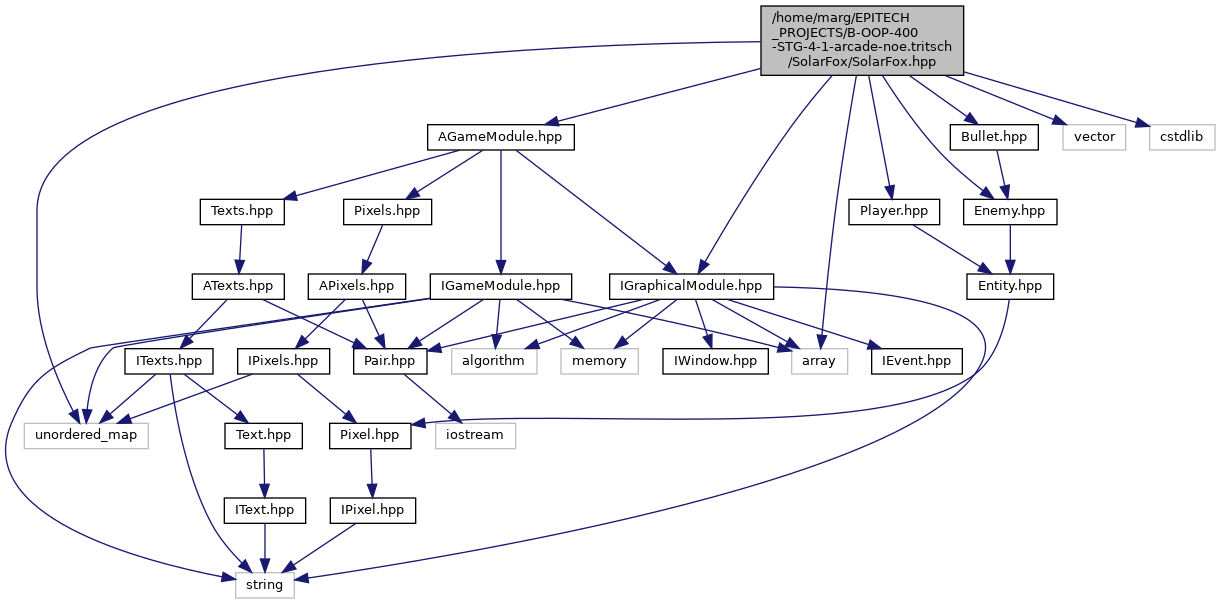 /home/marg/EPITECH
_PROJECTS/B-OOP-400
-STG-4-1-arcade-noe.tritsch
/SolarFox/SolarFox.hpp
AGameModule.hpp
Bullet.hpp
vector
cstdlib
Texts.hpp
Pixels.hpp
Player.hpp
Enemy.hpp
ATexts.hpp
APixels.hpp
IGameModule.hpp
IGraphicalModule.hpp
Entity.hpp
ITexts.hpp
IPixels.hpp
Pair.hpp
algorithm
memory
IWindow.hpp
array
IEvent.hpp
unordered_map
Text.hpp
Pixel.hpp
iostream
IText.hpp
IPixel.hpp
string